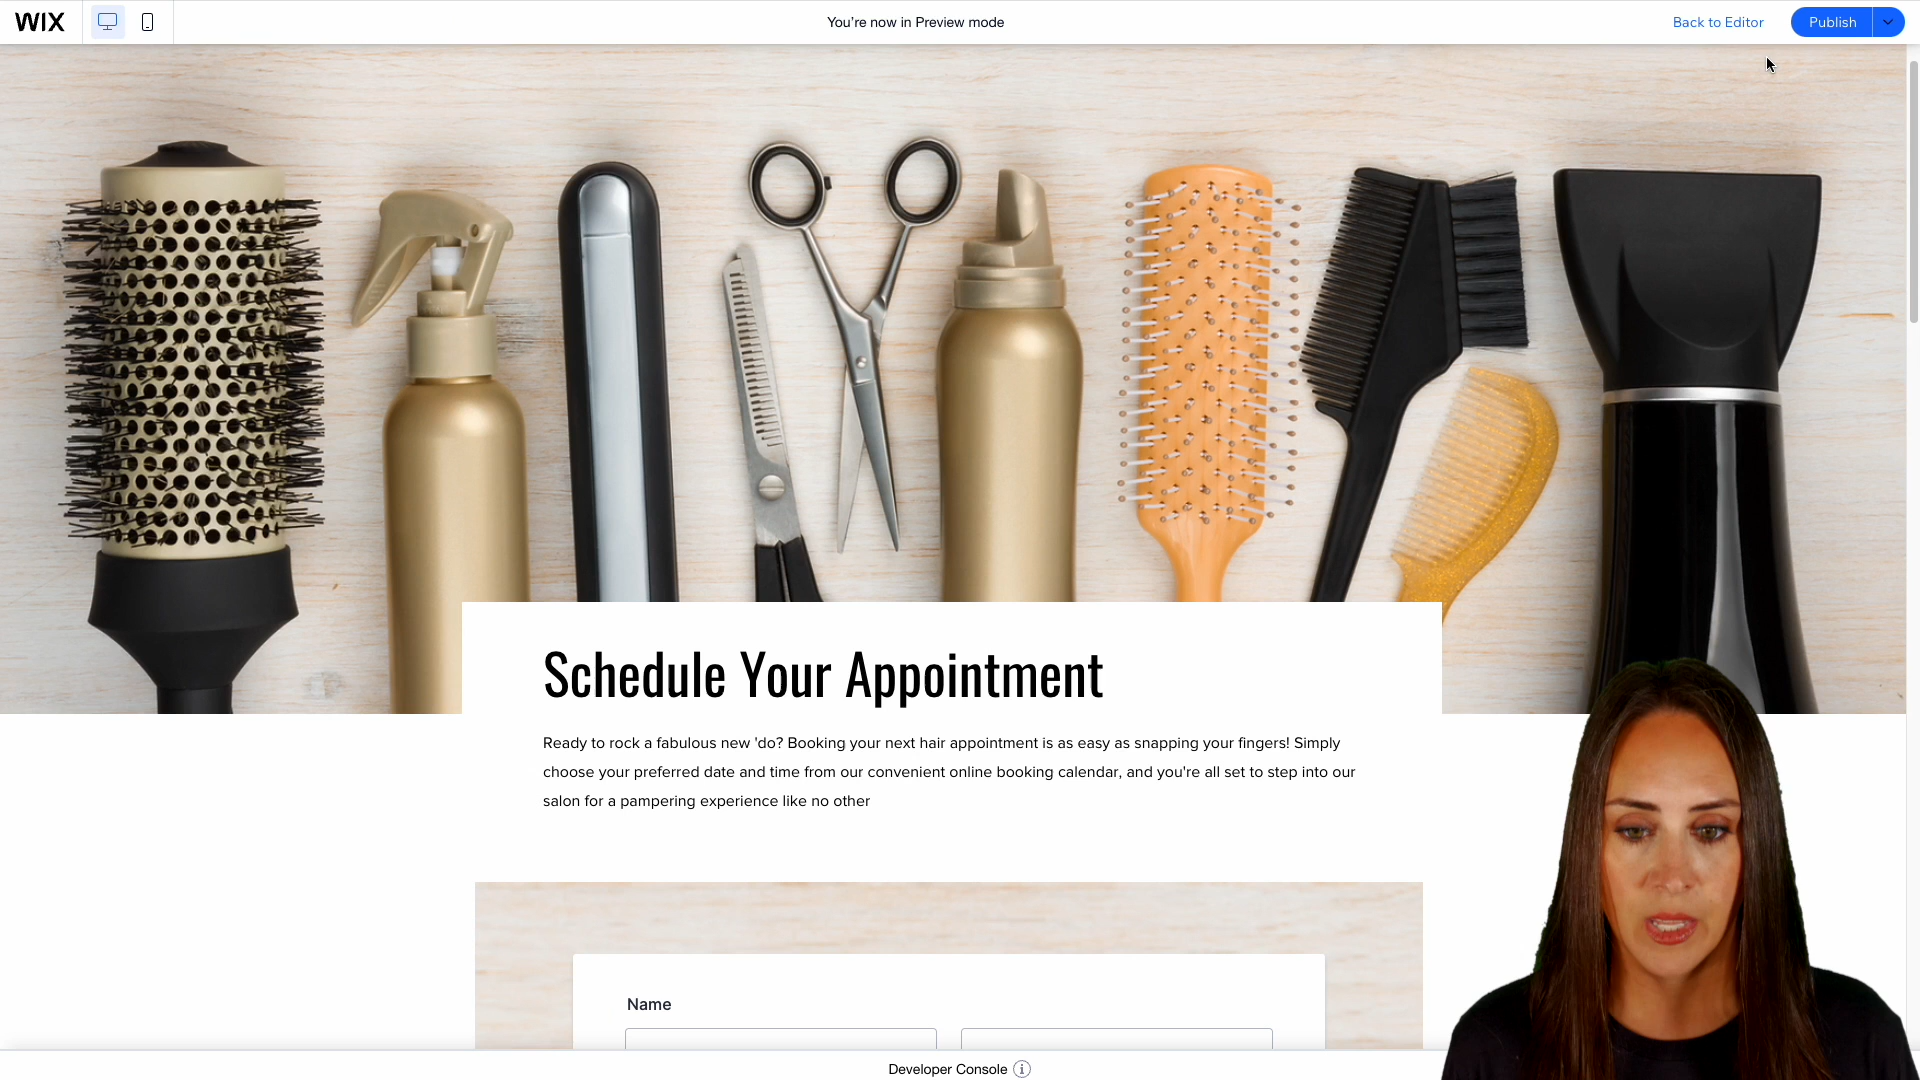 WIX
You're now in Preview mode
Back to Editor
Publish
Schedule Your Appointment
Ready to rock a fabulous new 'do? Booking your next hair appointment is as easy as snapping your fingers! Simply
choose your preferred date and time from our convenient online booking calendar, and you're all set to step into our
salon for a pampering experience like no other
Name
Developer Console